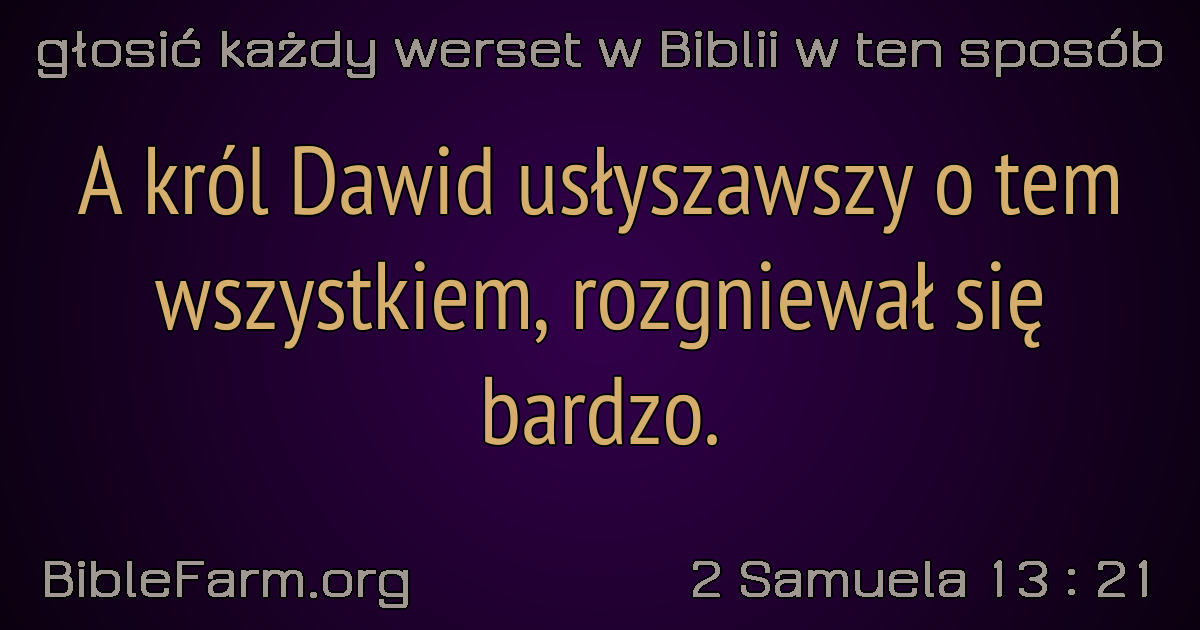 głosić każdy werset w Biblii w ten sposób
A król Dawid usłyszawszy o tem
wszystkiem, rozgniewał się
bardzo.
BibleFarm.org
2 Samuela 13 : 21